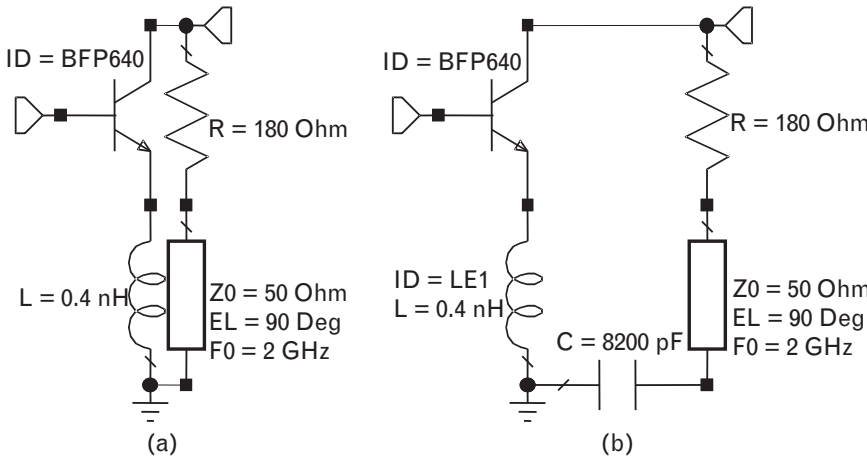 ID = BFP640
R = 180 Ohm
L = 0.4 nH
Z0 = 50 Ohm
EL = 90 Deg
F0 = 2 GHz
(a)
ID = BFP640
R = 180 Ohm
ID = LE1
L = 0.4 nH
C = 8200 pF
Z0 = 50 Ohm
EL = 90 Deg
F0 = 2 GHz
(b)